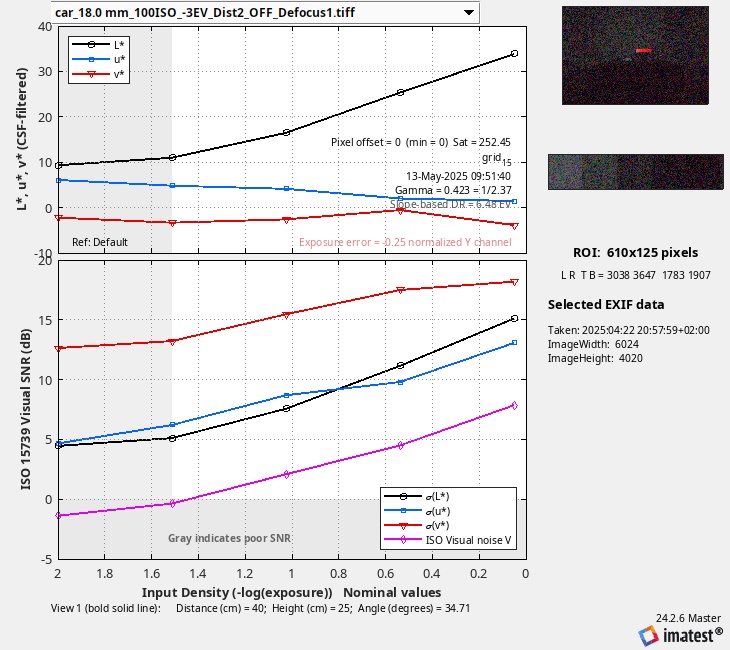 car_18.0 mm_100ISO_-3EV_Dist2_OFF_Defocus1.tiff
40
30
20
10
0
-10
L*, u*, v* (CSF-filtered)
L*
u*
v*
Pixel offset = 0 (min = 0) Sat = 252.45
grid 15
13-May-2025 09:51:40
Gamma = 0.423 = 1/2.37
Slope-based DR = 6.48 EV
Ref: Default
Exposure error = -0.25 normalized Y channel
20
15
10
5
0
-5
ISO 15739 Visual SNR (dB)
σ(L*)
σ(u*)
σ(v*)
ISO Visual noise V
Gray indicates poor SNR
2 1.8 1.6 1.4 1.2 1 0.8 0.6 0.4 0.2 0
Input Density (-log(exposure)) Nominal values
View 1 (bold solid line): Distance (cm) = 40; Height (cm) = 25; Angle (degrees) = 34.71
ROI: 610x125 pixels
L R T B = 3038 3647 1783 1907
Selected EXIF data
Taken: 2025:04:22 20:57:59+02:00
ImageWidth: 6024
ImageHeight: 4020
24.2.6 Master
imatest®